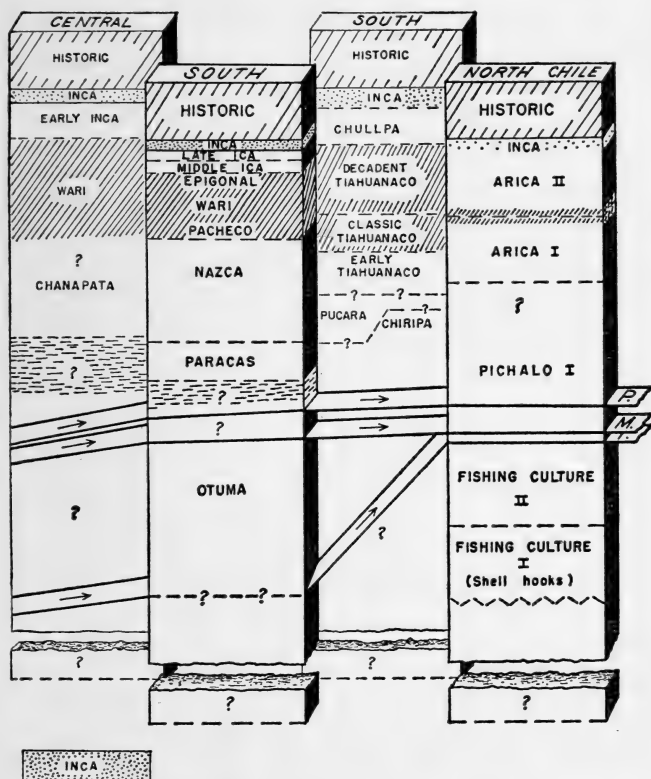 CENTRAL
HISTORIC
INCA
EARLY INCA
WARI
?
CHANAPATA
?
?
?
SOUTH
HISTORIC
INCA
LATE ICA
MIDDLE ICA
EPIGONAL
WARI
PACHECO
NAZCA
PARACAS
?
?
OTUMA
? ?
?
SOUTH
HISTORIC
INCA
CHULLPA
DECADENT
TIAHUANACO
CLASSIC
TIAHUANACO
EARLY
TIAHUANACO
? ?
PUCARA
CHIRIPA
?
?
?
NORTH CHILE
HISTORIC
INCA
ARICA II
ARICA I
?
PICHALO I
P.
M.
FISHING CULTURE
II
FISHING CULTURE
I
(Shell hooks)
?
INCA